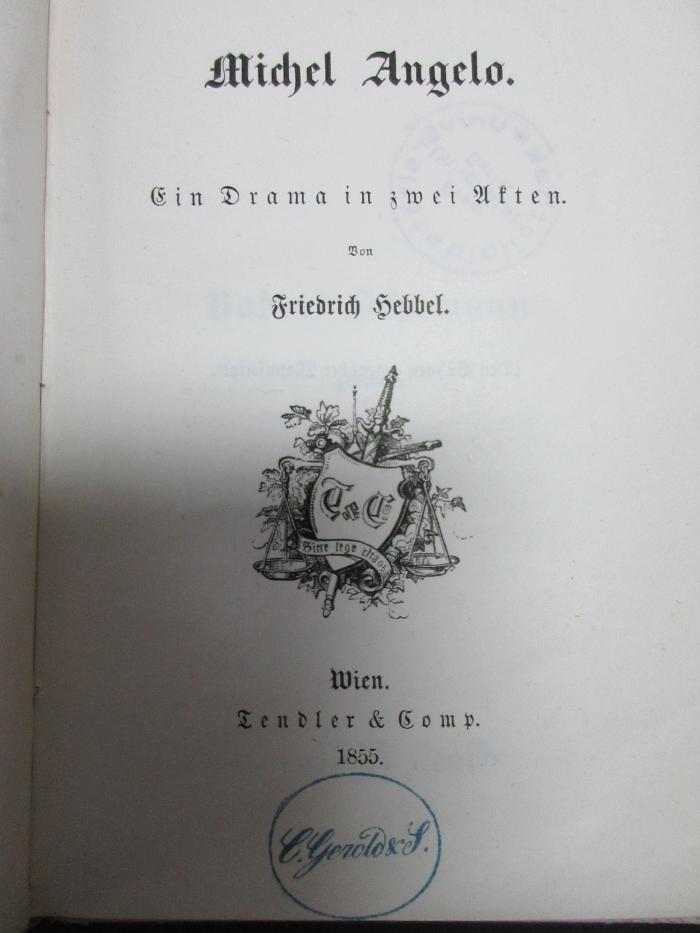 Michel Angelo.
Ein Drama in zwei Akten.
Von
Friedrich Hebbel.
T & C
Sine lege chaos
Wien.
Tendler & Comp.
1855.
C. Gerold & S.